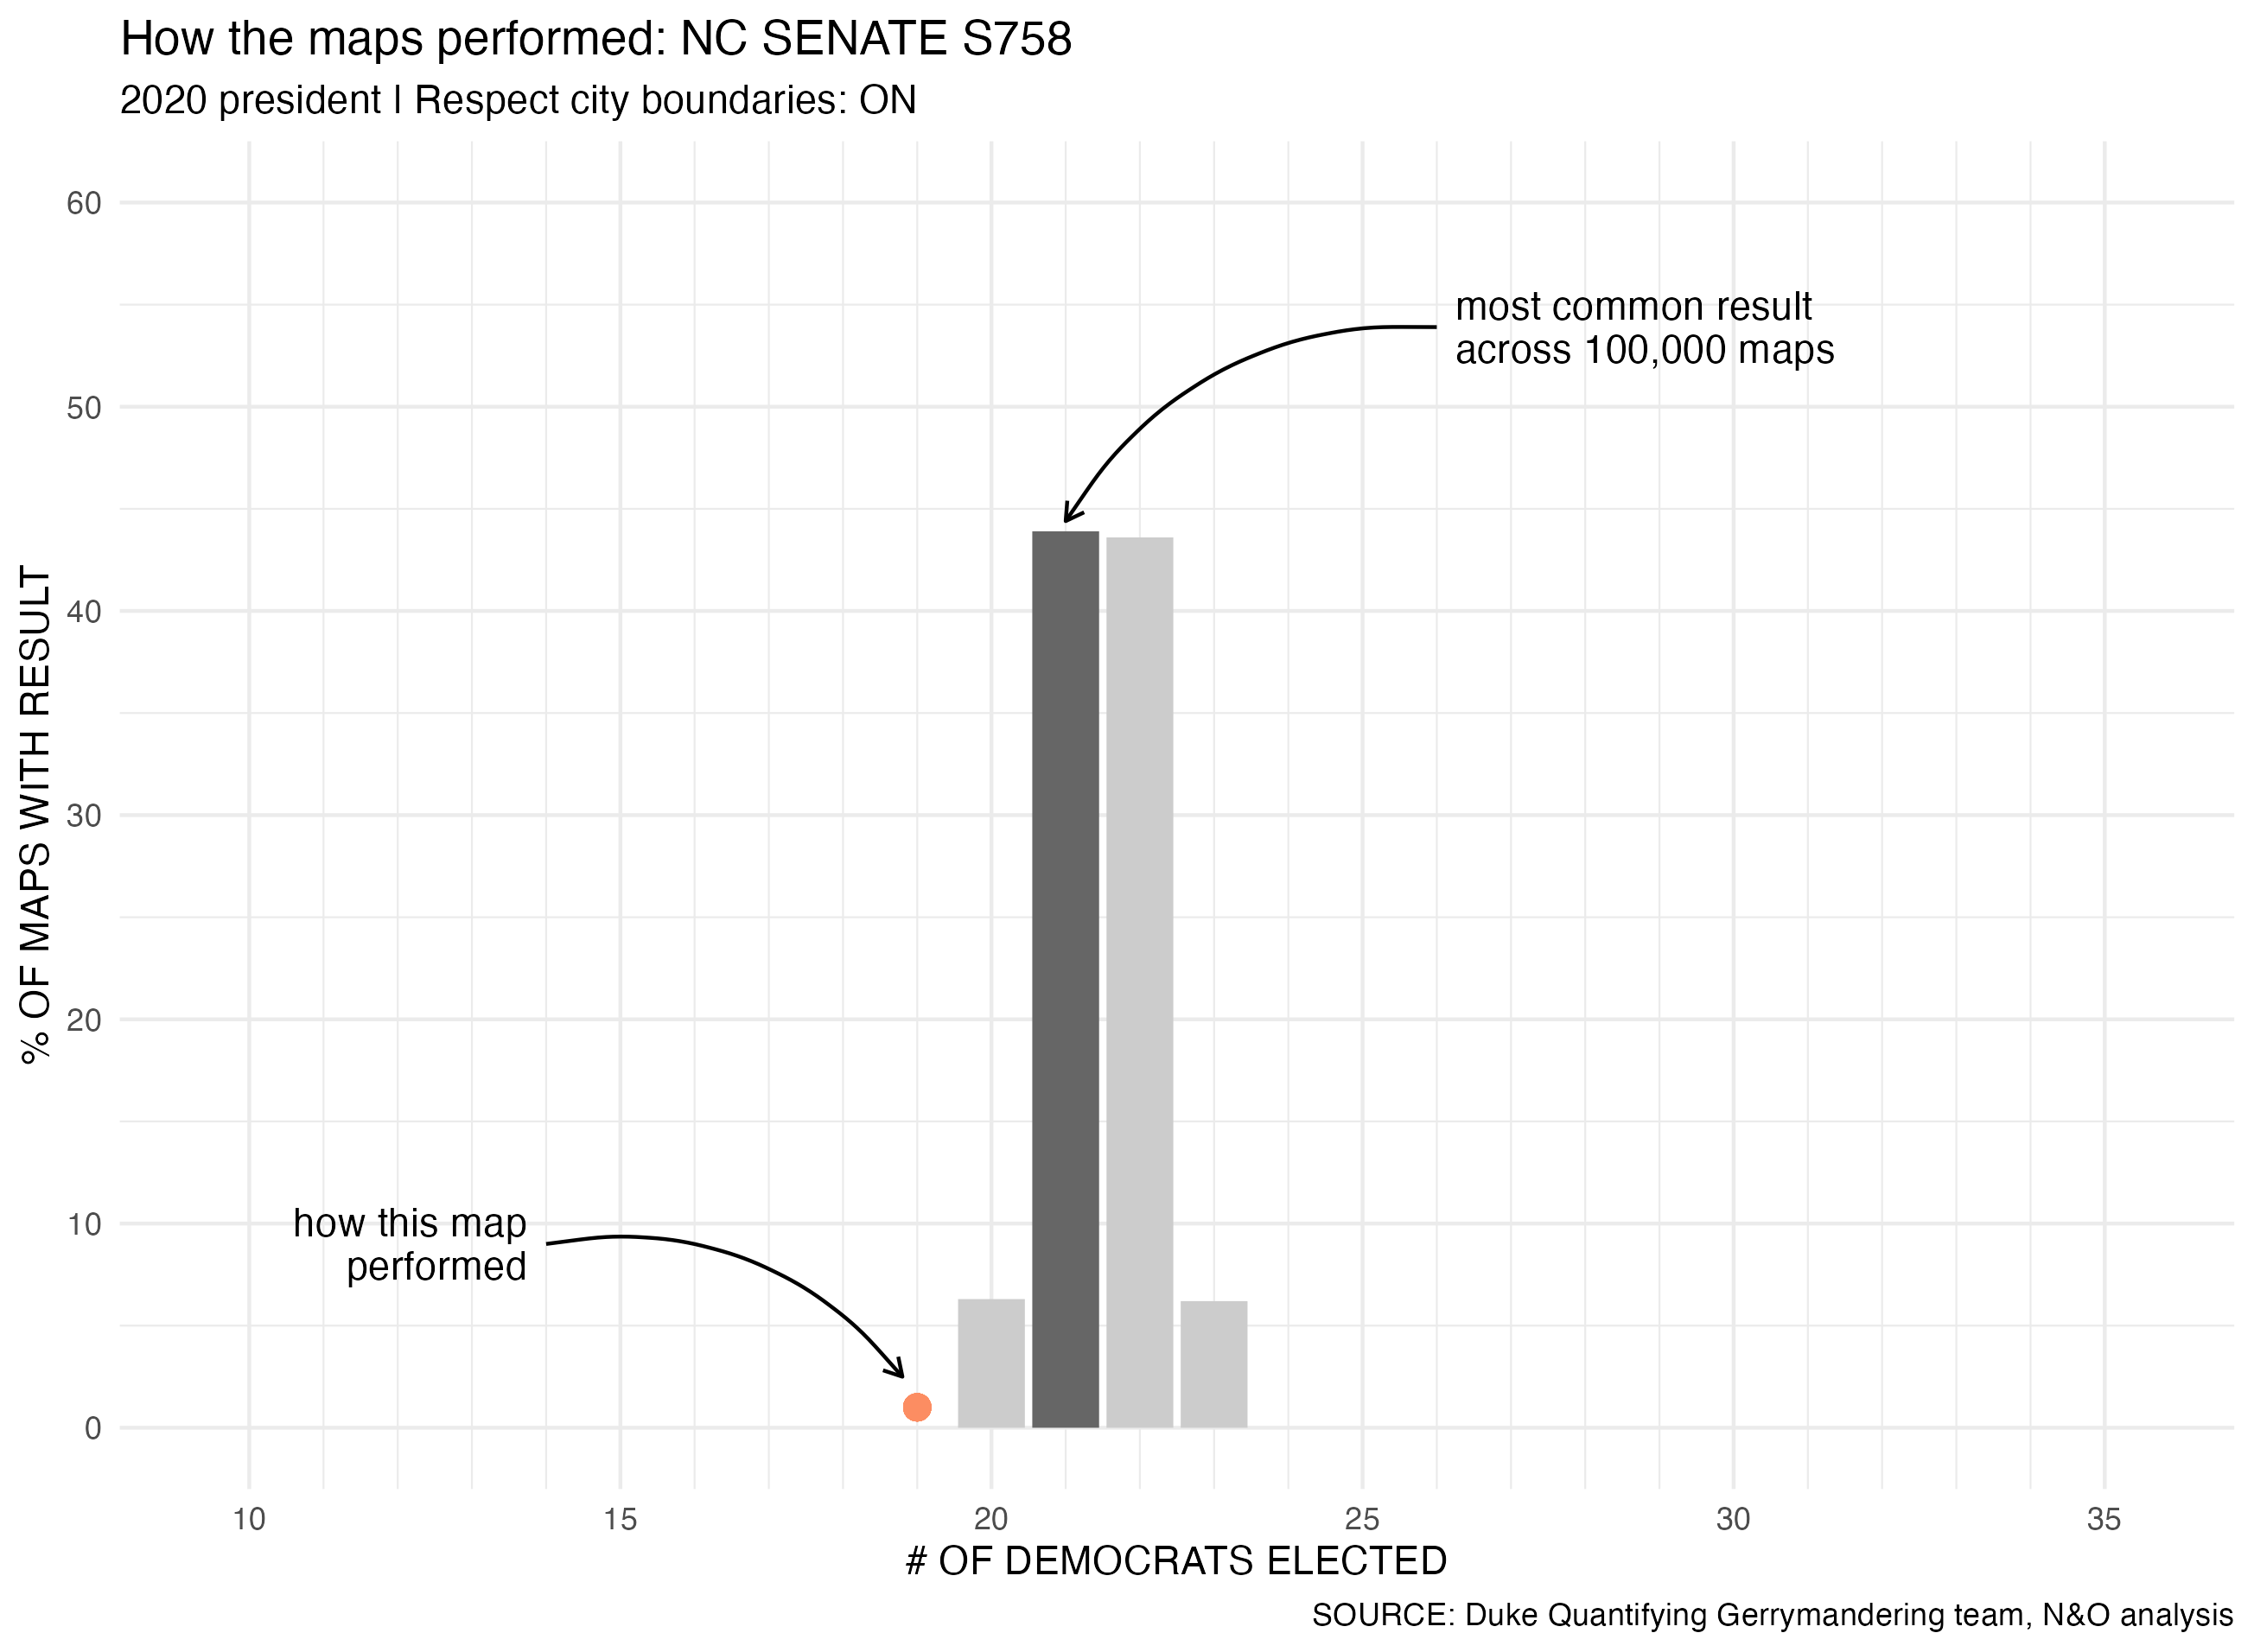 How the maps performed: NC SENATE S758
2020 president | Respect city boundaries: ON
% OF MAPS WITH RESULT
60
50
40
30
20
10
0
most common result
across 100,000 maps
how this map
performed
10
15
20
25
30
35
# OF DEMOCRATS ELECTED
SOURCE: Duke Quantifying Gerrymandering team, N&O analysis